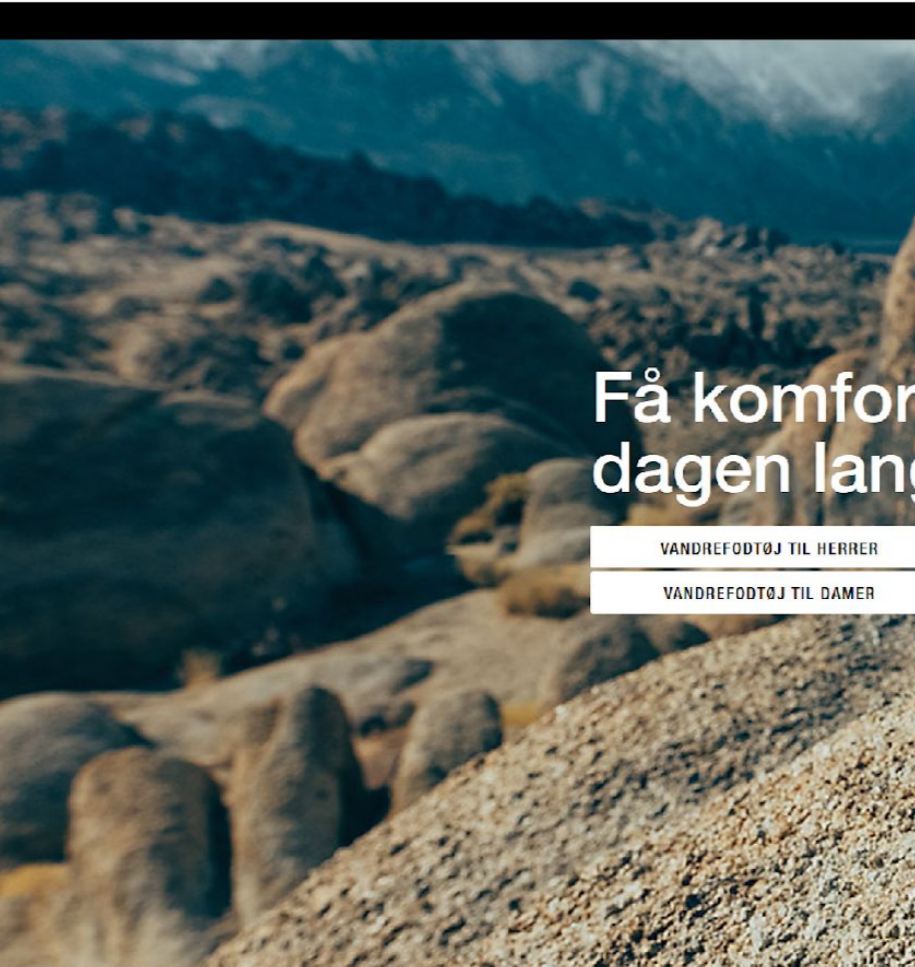 Få komfor
dagen lang
VANDREFODTØJ TIL HERRER
VANDREFODTØJ TIL DAMER